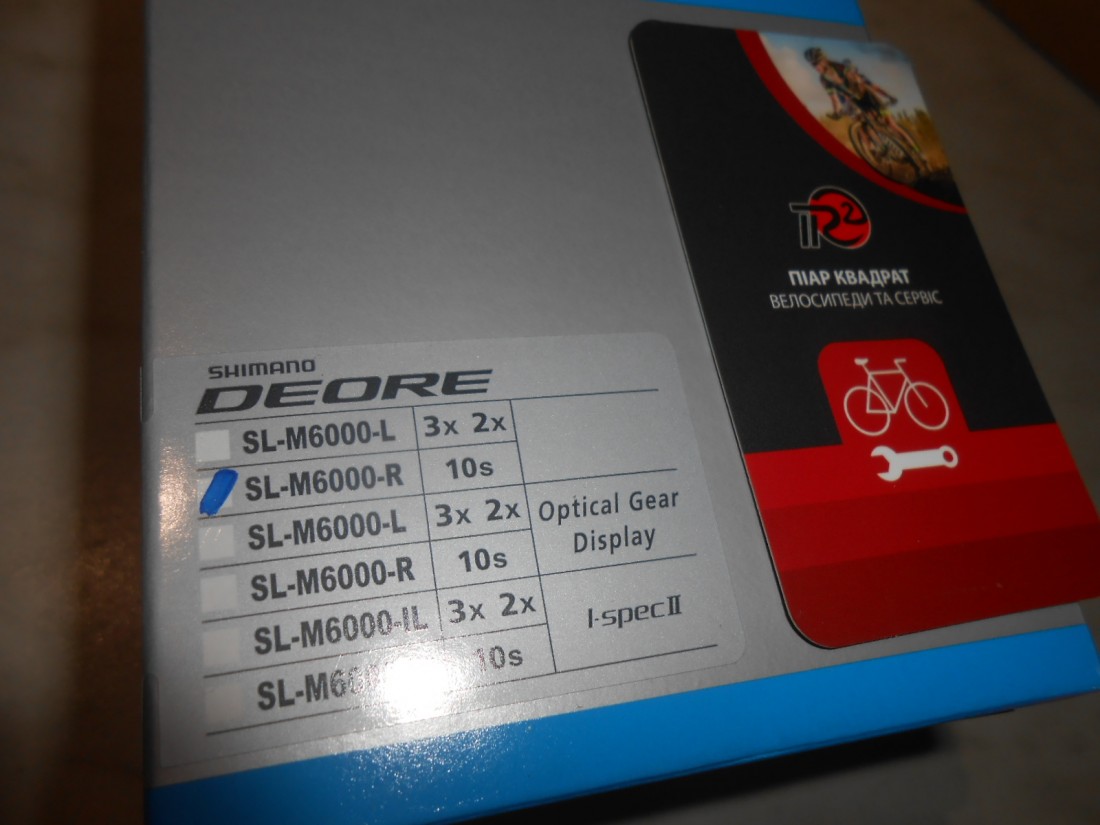 SHIMANO
DEORE
SL-M6000-L 3x 2x
SL-M6000-R 10s
SL-M6000-L 3x 2x Optical Gear
SL-M6000-R 10s Display
SL-M6000-IL 3x 2x I-spec II
10s
ПR2
ПІАР КВАДРАТ
ВЕЛОСИПЕДИ ТА СЕРВІС